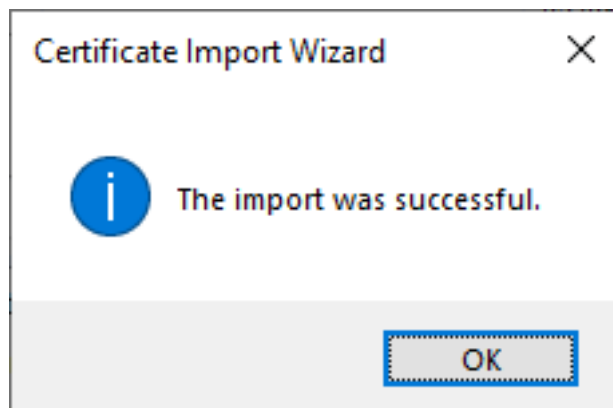 Certificate Import Wizard
The import was successful.
OK